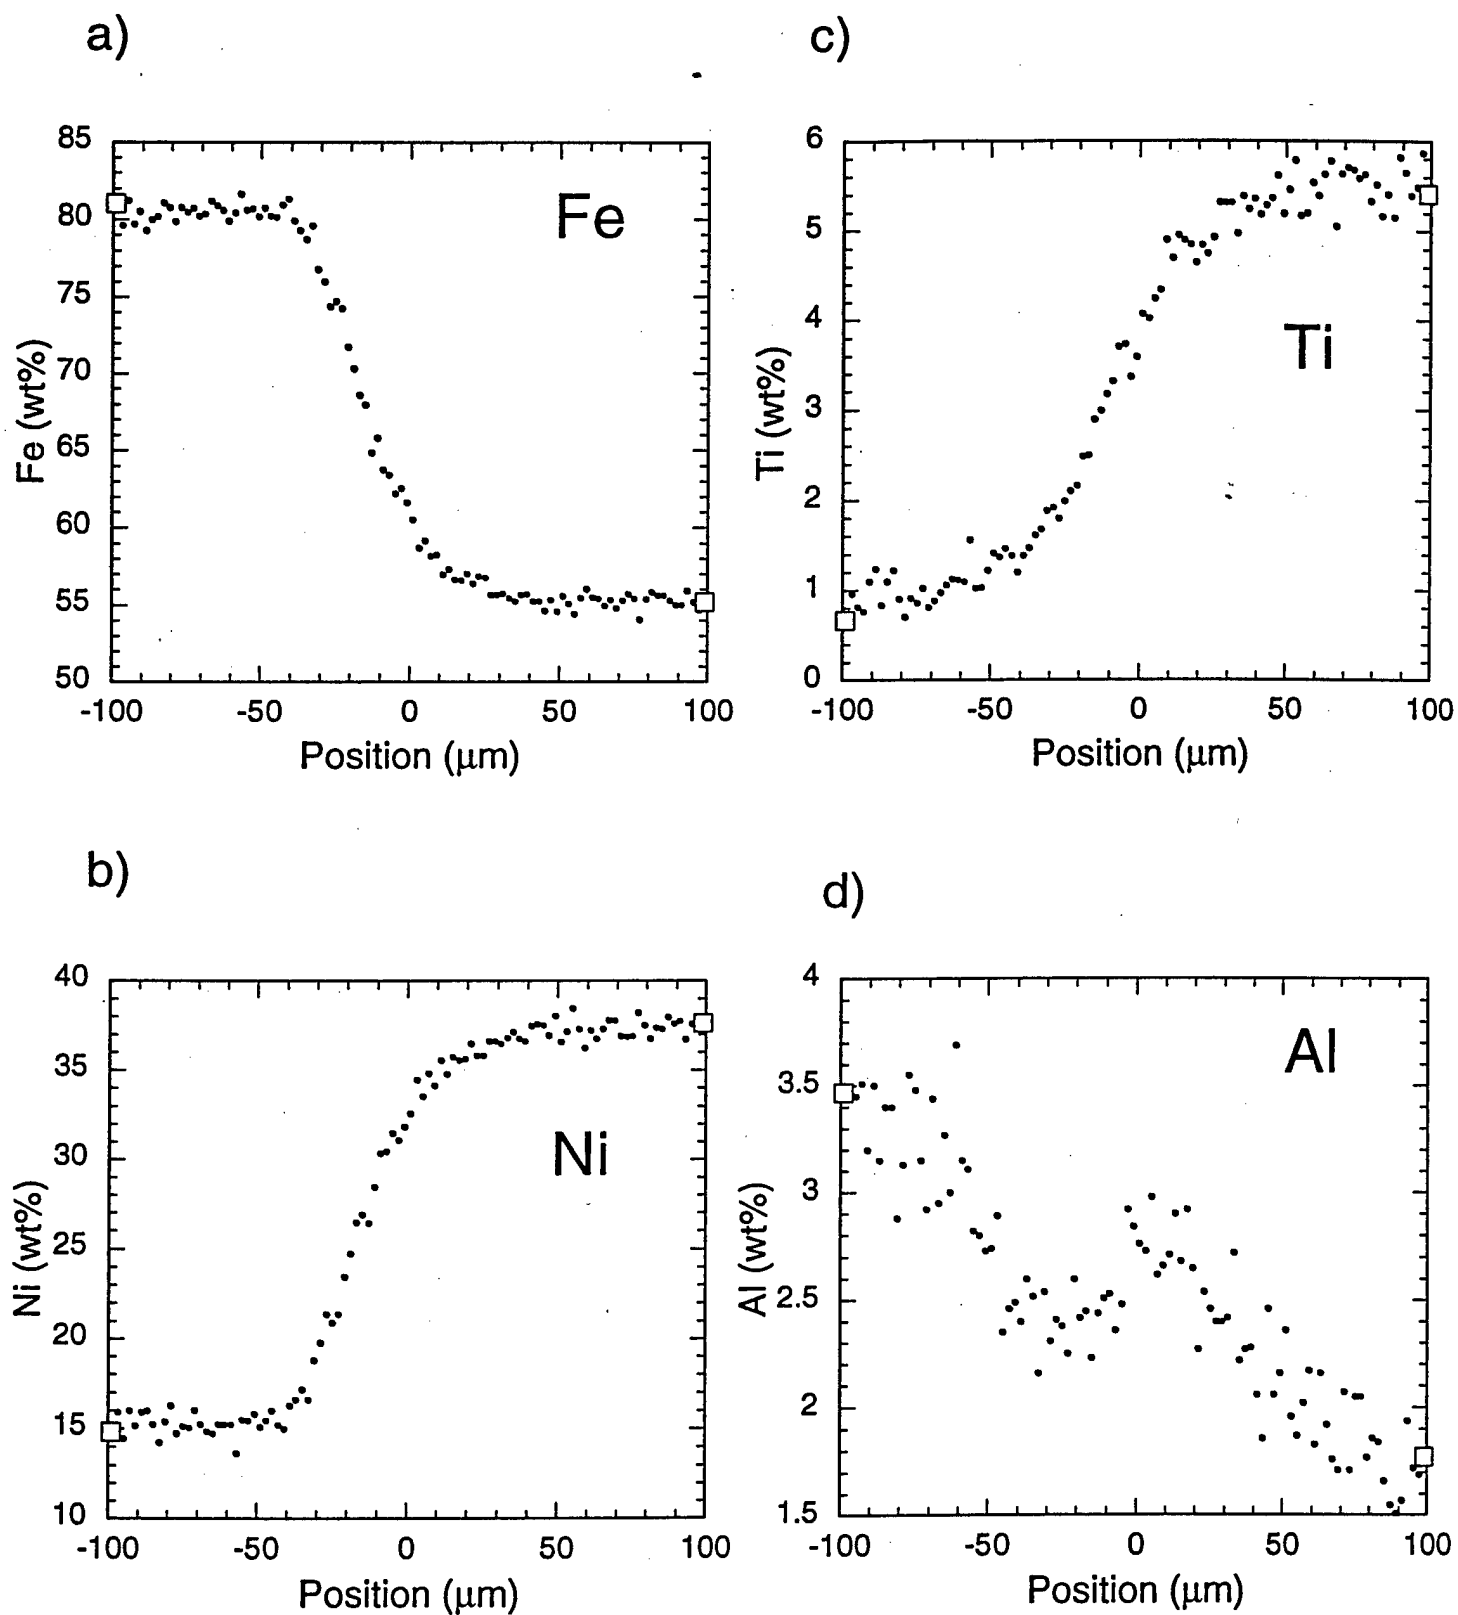 a)
85
80
75
70
65
60
55
50
Fe (wt%)
Fe
-100 -50 0 50 100
Position (μm)
c)
6
5
4
3
2
1
0
Ti (wt%)
Ti
-100 -50 0 50 100
Position (μm)
b)
40
35
30
25
20
15
10
Ni (wt%)
Ni
-100 -50 0 50 100
Position (μm)
d)
4
3.5
3
2.5
2
1.5
Al (wt%)
Al
-100 -50 0 50 100
Position (μm)